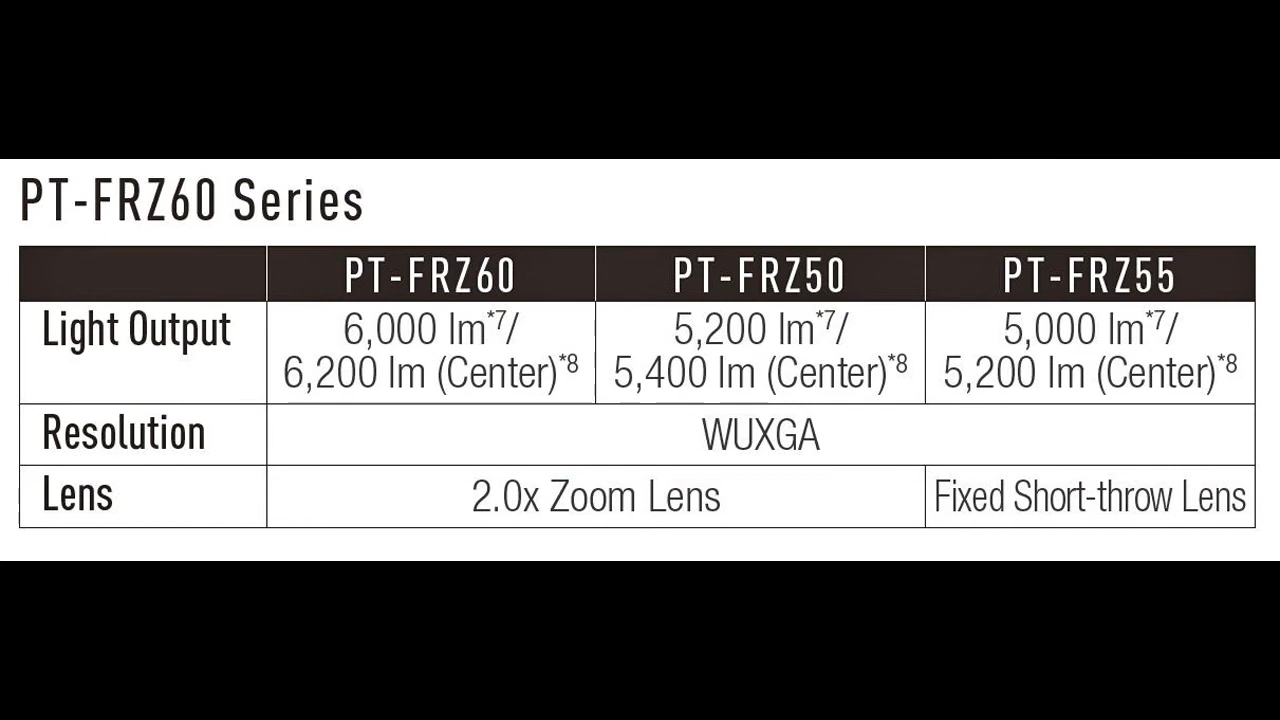 PT-FRZ60 Series
PT-FRZ60 PT-FRZ50 PT-FRZ55
Light Output 6,000 lm*7/ 5,200 lm*7/ 5,000 lm*7/
6,200 lm (Center)*8 5,400 lm (Center)*8 5,200 lm (Center)*8
Resolution WUXGA
Lens 2.0x Zoom Lens Fixed Short-throw Lens